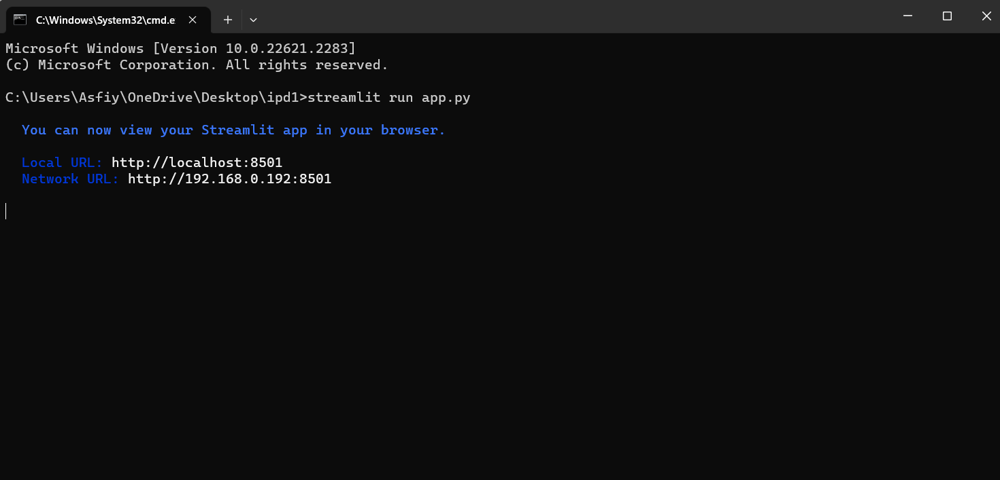 C:\Windows\System32\cmd.e
Microsoft Windows [Version 10.0.22621.2283]
(c) Microsoft Corporation. All rights reserved.
C:\Users\Asfiy\OneDrive\Desktop\ipd1>streamlit run app.py
You can now view your Streamlit app in your browser.
Local URL: http://localhost:8501
Network URL: http://192.168.0.192:8501